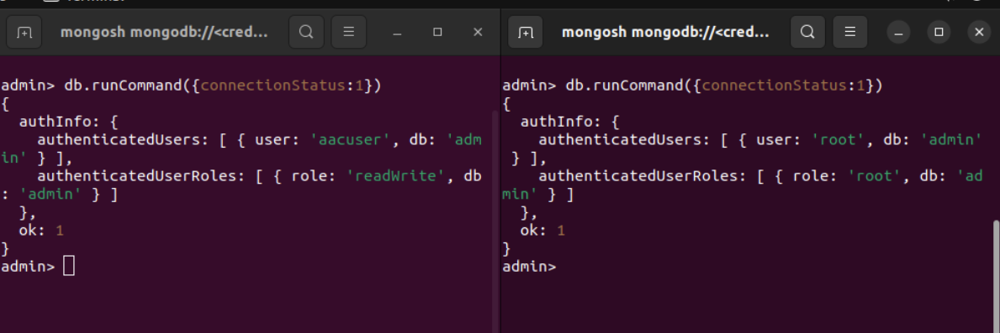 mongosh mongodb://<cred...
admin> db.runCommand({connectionStatus:1})
{
  authInfo: {
    authenticatedUsers: [ { user: 'aacuser', db: 'adm
in' } ],
    authenticatedUserRoles: [ { role: 'readWrite', db
: 'admin' } ]
  },
  ok: 1
}
admin>
mongosh mongodb://<cred...
admin> db.runCommand({connectionStatus:1})
{
  authInfo: {
    authenticatedUsers: [ { user: 'root', db: 'admin'
 } ],
    authenticatedUserRoles: [ { role: 'root', db: 'ad
min' } ]
  },
  ok: 1
}
admin>